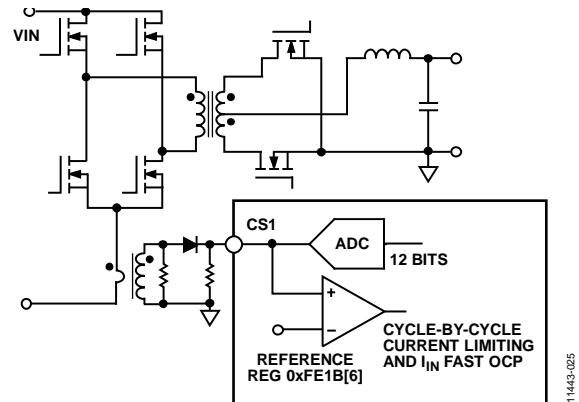 VIN
CS1
ADC
12 BITS
+
−
REFERENCE
REG 0xFE1B[6]
CYCLE-BY-CYCLE
CURRENT LIMITING
AND IIN FAST OCP
11443-025